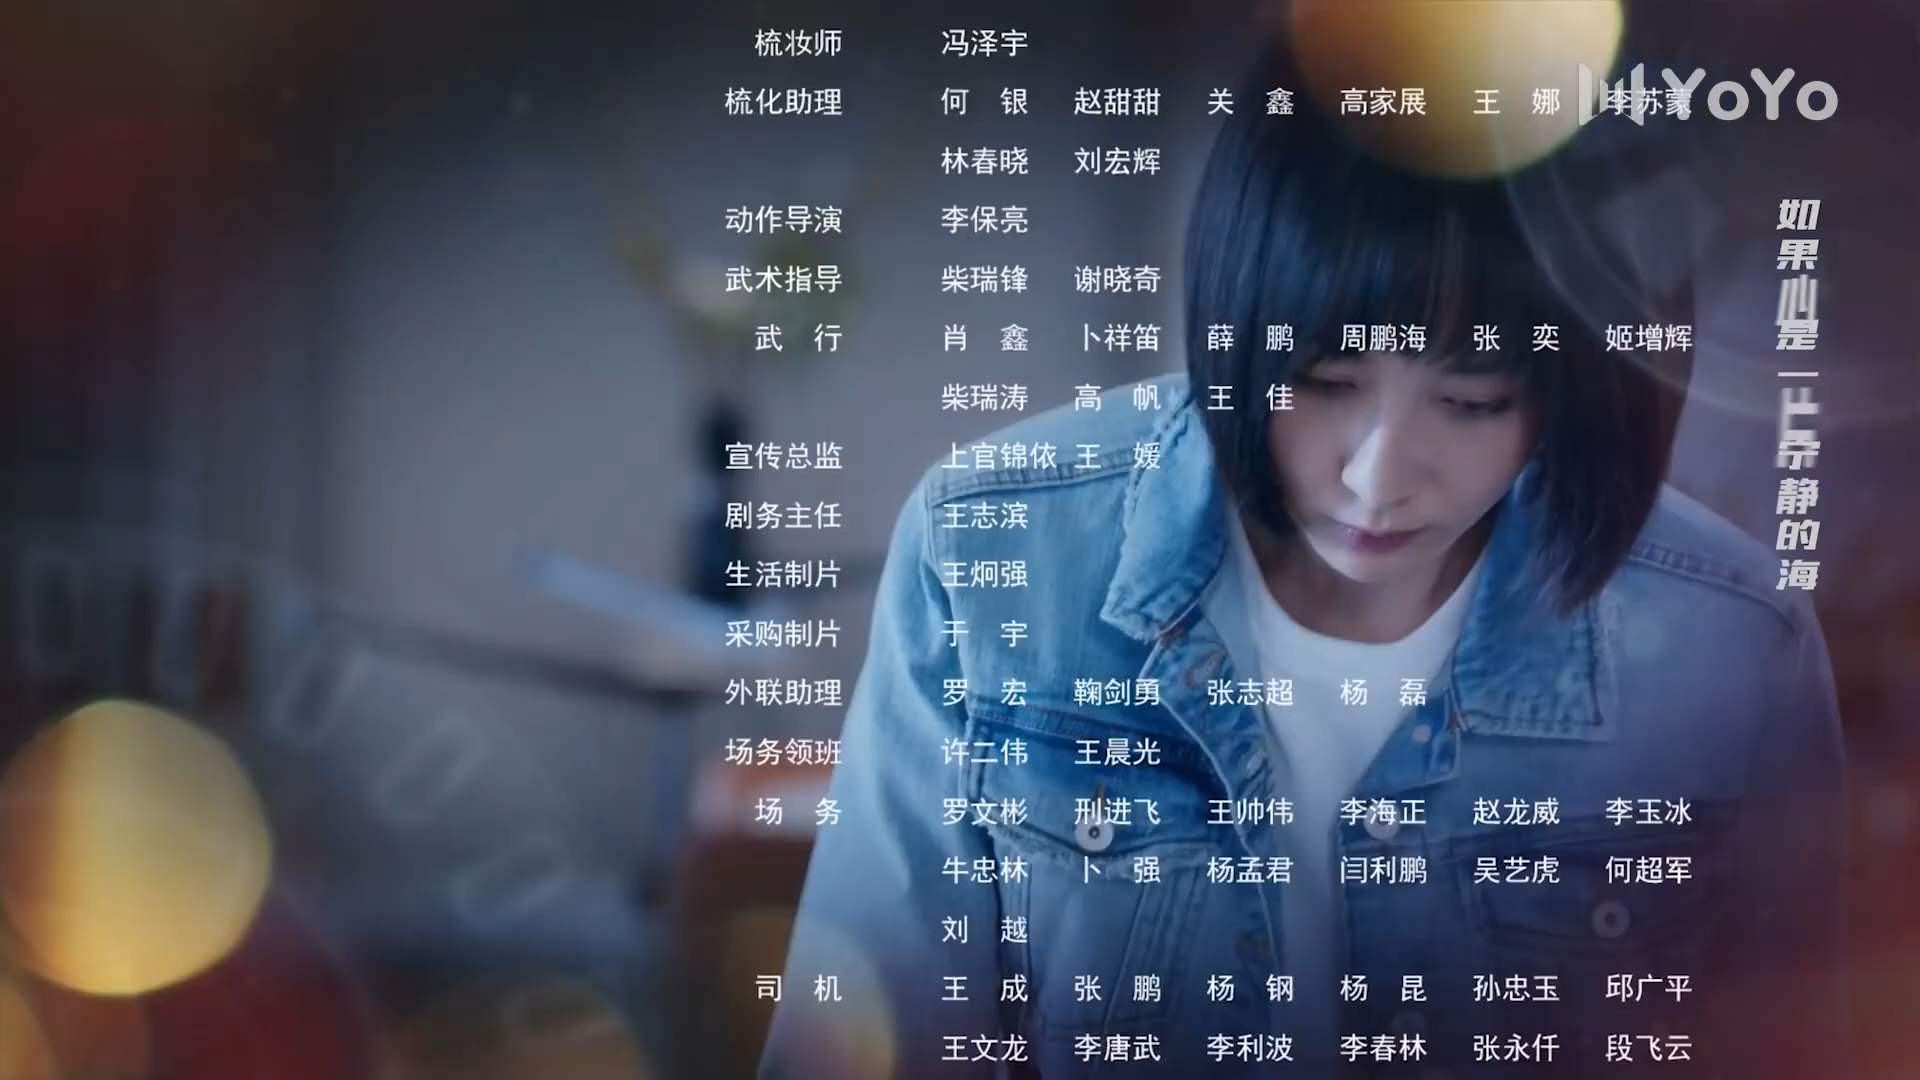 梳妆师 冯泽宇
梳化助理 何 银 赵甜甜 关 鑫 高家展 王 娜 李苏蒙
林春晓 刘宏辉
动作导演 李保亮
武术指导 柴瑞锋 谢晓奇
武 行 肖 鑫 卜祥笛 薛 鹏 周鹏海 张 奕 姬增辉
柴瑞涛 高 帆 王 佳
宣传总监 上官锦依 王 媛
剧务主任 王志滨
生活制片 王炯强
采购制片 于 宇
外联助理 罗 宏 鞠剑勇 张志超 杨 磊
场务领班 许二伟 王晨光
场 务 罗文彬 刑进飞 王帅伟 李海正 赵龙威 李玉冰
牛忠林 卜 强 杨孟君 闫利鹏 吴艺虎 何超军
刘 越
司 机 王 成 张 鹏 杨 钢 杨 昆 孙忠玉 邱广平
王文龙 李唐武 李利波 李春林 张永仟 段飞云
YoYo
如果心是一片宁静的海